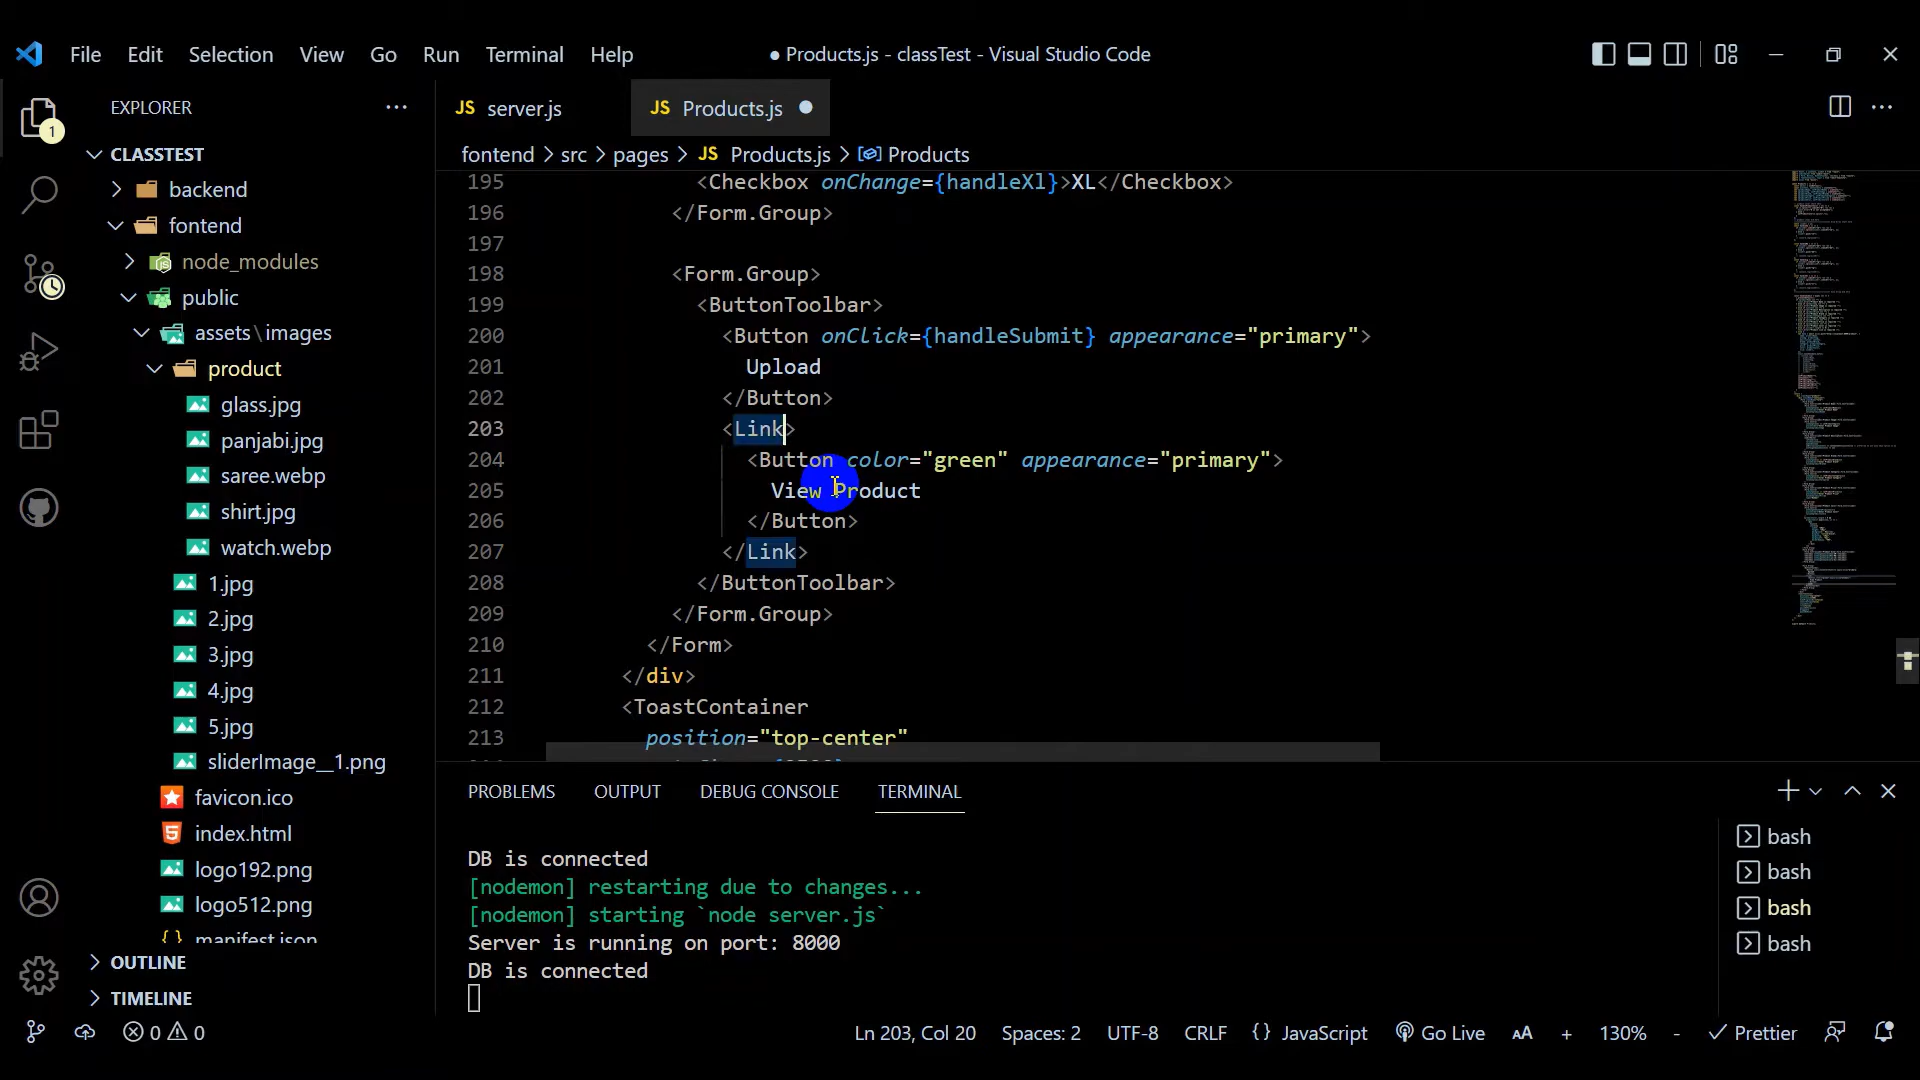 File Edit Selection View Go Run Terminal Help
● Products.js - classTest - Visual Studio Code
EXPLORER
1
CLASSTEST
backend
fontend
node_modules
public
assets\images
product
glass.jpg
panjabi.jpg
saree.webp
shirt.jpg
watch.webp
1.jpg
2.jpg
3.jpg
4.jpg
5.jpg
sliderImage__1.png
favicon.ico
index.html
logo192.png
logo512.png
manifest.json
OUTLINE
TIMELINE
JS server.js
JS Products.js
fontend > src > pages > JS Products.js > Products
195 <Checkbox onChange={handleXl}>XL</Checkbox>
196 </Form.Group>
197
198 <Form.Group>
199 <ButtonToolbar>
200 <Button onClick={handleSubmit} appearance="primary">
201 Upload
202 </Button>
203 <Link>
204 <Button color="green" appearance="primary">
205 View Product
206 </Button>
207 </Link>
208 </ButtonToolbar>
209 </Form.Group>
210 </Form>
211 </div>
212 <ToastContainer
213 position="top-center"
PROBLEMS OUTPUT DEBUG CONSOLE TERMINAL
DB is connected
[nodemon] restarting due to changes...
[nodemon] starting `node server.js`
Server is running on port: 8000
DB is connected
bash
bash
bash
bash
0 0
Ln 203, Col 20 Spaces: 2 UTF-8 CRLF {} JavaScript Go Live AA + 130% - Prettier